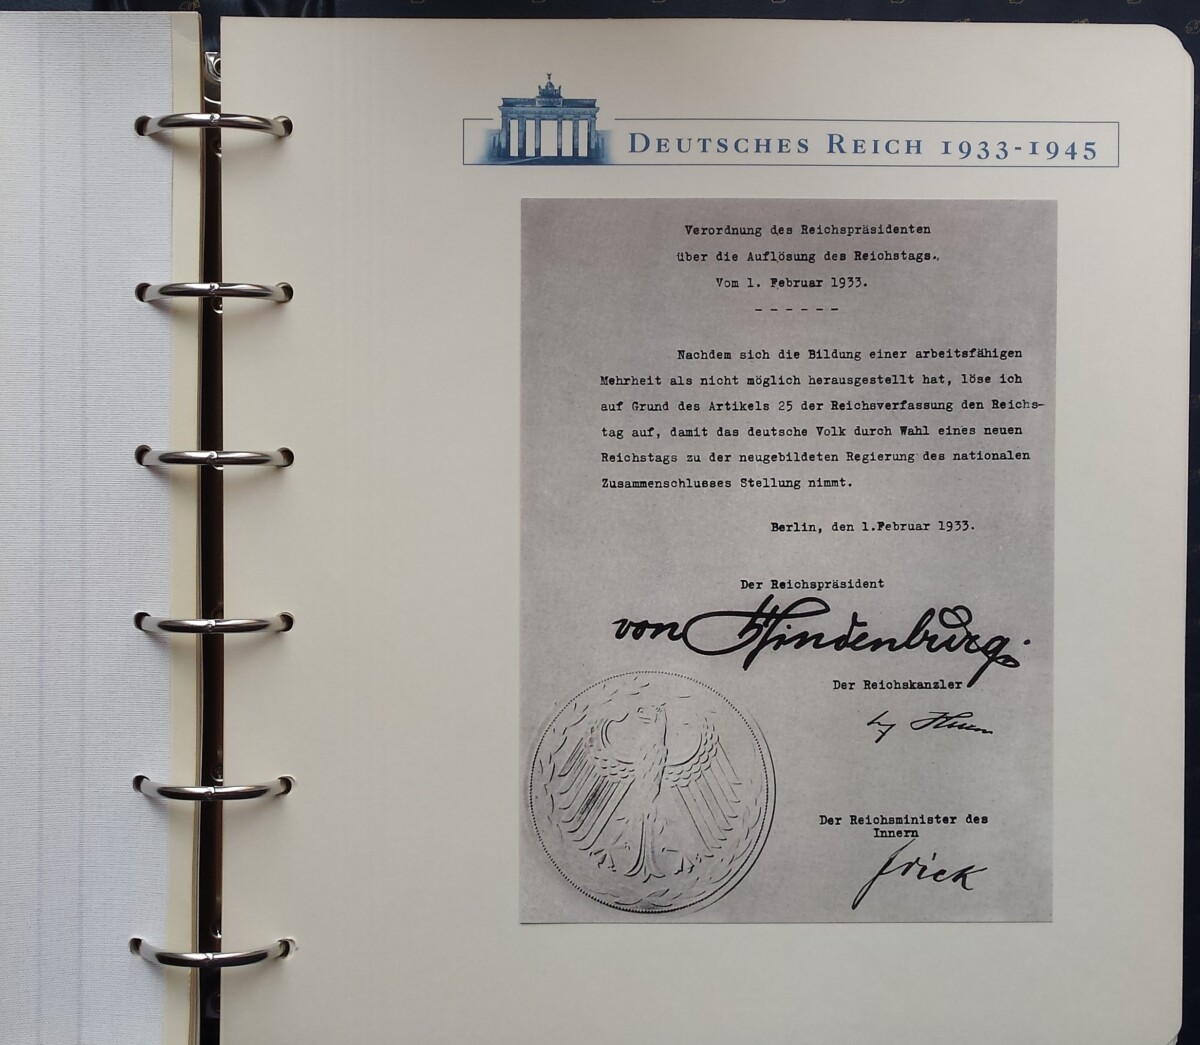 DEUTSCHES REICH 1933-1945
Verordnung des Reichspräsidenten
über die Auflösung des Reichstags.
Vom 1. Februar 1933.
- - - - - -
Nachdem sich die Bildung einer arbeitsfähigen
Mehrheit als nicht möglich herausgestellt hat, löse ich
auf Grund des Artikels 25 der Reichsverfassung den Reichs-
tag auf, damit das deutsche Volk durch Wahl eines neuen
Reichstags zu der neugebildeten Regierung des nationalen
Zusammenschlusses Stellung nimmt.
Berlin, den 1.Februar 1933.
Der Reichspräsident
von Hindenburg.
Der Reichskanzler
Der Reichsminister des
Innern
Frick